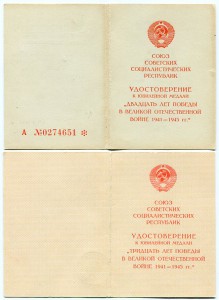 СОЮЗ
СОВЕТСКИХ
СОЦИАЛИСТИЧЕСКИХ
РЕСПУБЛИК
УДОСТОВЕРЕНИЕ
К ЮБИЛЕЙНОЙ МЕДАЛИ
„ДВАДЦАТЬ ЛЕТ ПОБЕДЫ
В ВЕЛИКОЙ ОТЕЧЕСТВЕННОЙ
ВОЙНЕ 1941—1945 гг."
А №0274651 ✼
СОЮЗ
СОВЕТСКИХ
СОЦИАЛИСТИЧЕСКИХ
РЕСПУБЛИК
УДОСТОВЕРЕНИЕ
К ЮБИЛЕЙНОЙ МЕДАЛИ
„ТРИДЦАТЬ ЛЕТ ПОБЕДЫ
В ВЕЛИКОЙ ОТЕЧЕСТВЕННОЙ
ВОЙНЕ 1941—1945 гг."